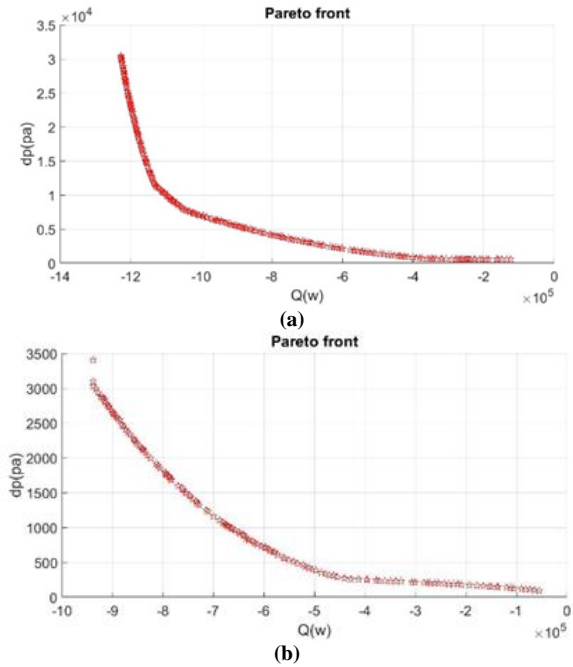 Pareto front
×10⁴
3.5
3
2.5
2
1.5
1
0.5
0
dp(pa)
-14 -12 -10 -8 -6 -4 -2 0
Q(w)
×10⁵
(a)
Pareto front
3500
3000
2500
2000
1500
1000
500
0
dp(pa)
-10 -9 -8 -7 -6 -5 -4 -3 -2 -1 0
Q(w)
×10⁵
(b)